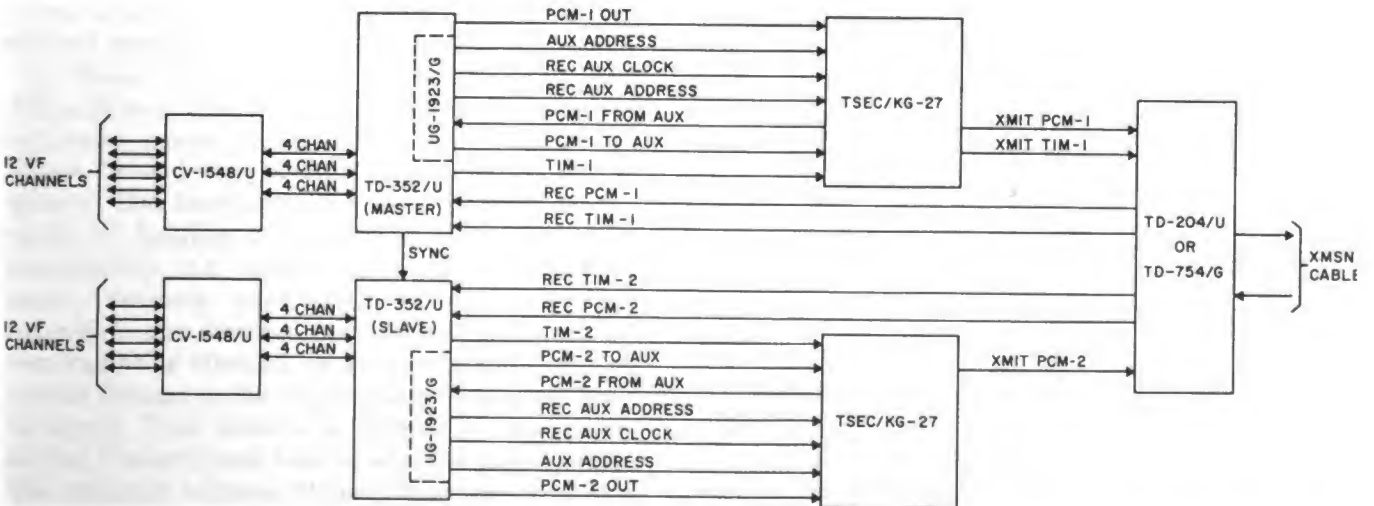 PCM-1 OUT
AUX ADDRESS
REC AUX CLOCK
REC AUX ADDRESS
PCM-1 FROM AUX
PCM-1 TO AUX
TIM-1
REC PCM-1
REC TIM-1
UG-1923/G
TSEC/KG-27
XMIT PCM-1
XMIT TIM-1
12 VF
CHANNELS
CV-1548/U
4 CHAN
4 CHAN
4 CHAN
TD-352/U
(MASTER)
SYNC
TD-204/U
OR
TD-754/G
XMSN
CABLE
12 VF
CHANNELS
CV-1548/U
4 CHAN
4 CHAN
4 CHAN
TD-352/U
(SLAVE)
UG-1923/G
REC TIM-2
REC PCM-2
TIM-2
PCM-2 TO AUX
PCM-2 FROM AUX
REC AUX ADDRESS
REC AUX CLOCK
AUX ADDRESS
PCM-2 OUT
TSEC/KG-27
XMIT PCM-2